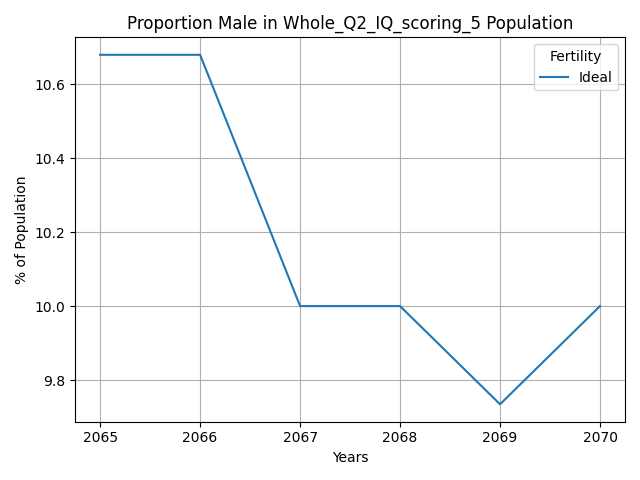 Proportion Male in Whole_Q2_IQ_scoring_5 Population
Fertility
Ideal
% of Population
10.6
10.4
10.2
10.0
9.8
2065 2066 2067 2068 2069 2070
Years